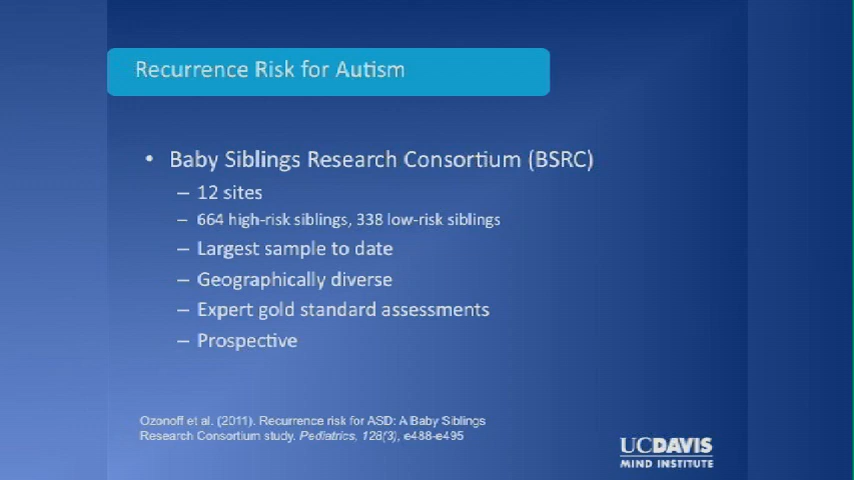 Recurrence Risk for Autism
• Baby Siblings Research Consortium (BSRC)
– 12 sites
– 664 high-risk siblings, 338 low-risk siblings
– Largest sample to date
– Geographically diverse
– Expert gold standard assessments
– Prospective
Ozonoff et al. (2011). Recurrence risk for ASD: A Baby Siblings
Research Consortium study. Pediatrics, 128(3), e488-e495
UCDAVIS
MIND INSTITUTE